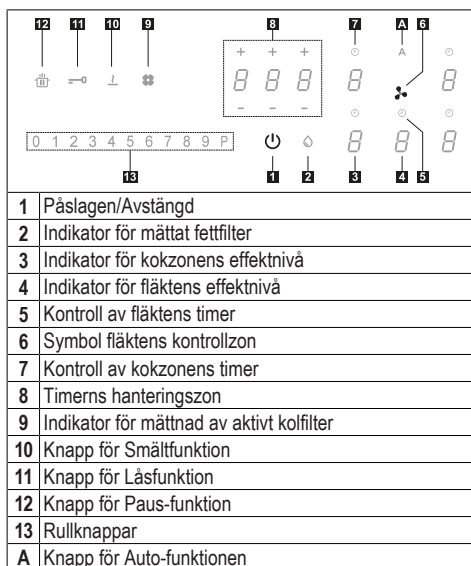 12 11 10 9 8 7 A 6
+ + + A
8 8 8 8 8
- - -
0 1 2 3 4 5 6 7 8 9 P 8 8 8
13 1 2 3 4 5
1 Påslagen/Avstängd
2 Indikator för mättat fettfilter
3 Indikator för kokzonens effektnivå
4 Indikator för fläktens effektnivå
5 Kontroll av fläktens timer
6 Symbol fläktens kontrollzon
7 Kontroll av kokzonens timer
8 Timerns hanteringszon
9 Indikator för mättnad av aktivt kolfilter
10 Knapp för Smältfunktion
11 Knapp för Låsfunktion
12 Knapp för Paus-funktion
13 Rullknappar
A Knapp för Auto-funktionen